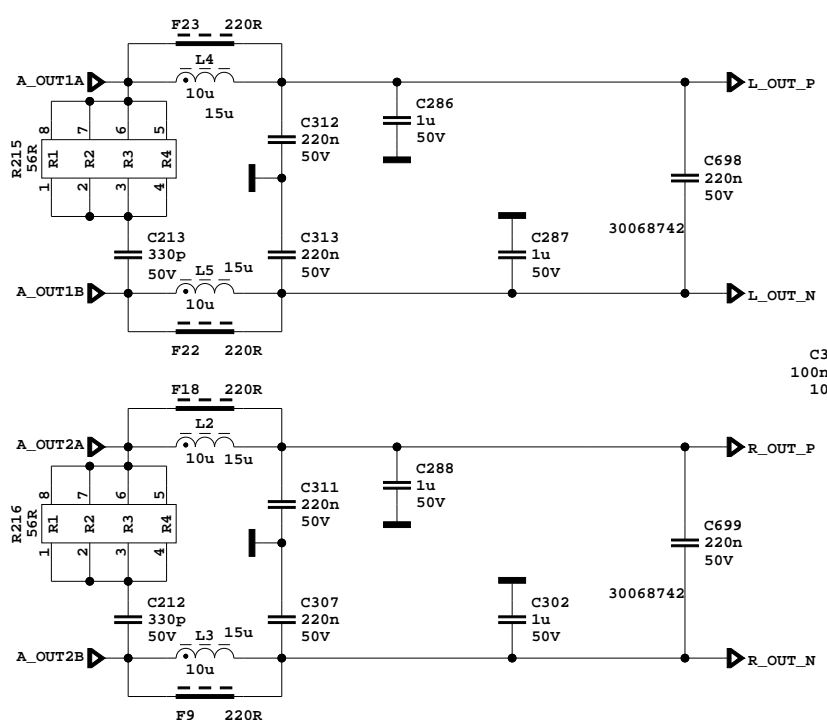 F23 220R
A_OUT1A
L4
10u
15u
L_OUT_P
C286
1u
50V
C312
220n
50V
R215
56R
8 7 6 5
R1 R2 R3 R4
1 2 3 4
C698
220n
50V
30068742
C213
330p
50V
C313
220n
50V
C287
1u
50V
A_OUT1B
L5 15u
10u
L_OUT_N
F22 220R
C3
100n
10
F18 220R
A_OUT2A
L2
10u 15u
R_OUT_P
C288
1u
50V
C311
220n
50V
R216
56R
8 7 6 5
R1 R2 R3 R4
1 2 3 4
C699
220n
50V
30068742
C212
330p
50V
C307
220n
50V
C302
1u
50V
A_OUT2B
L3 15u
10u
R_OUT_N
F9 220R